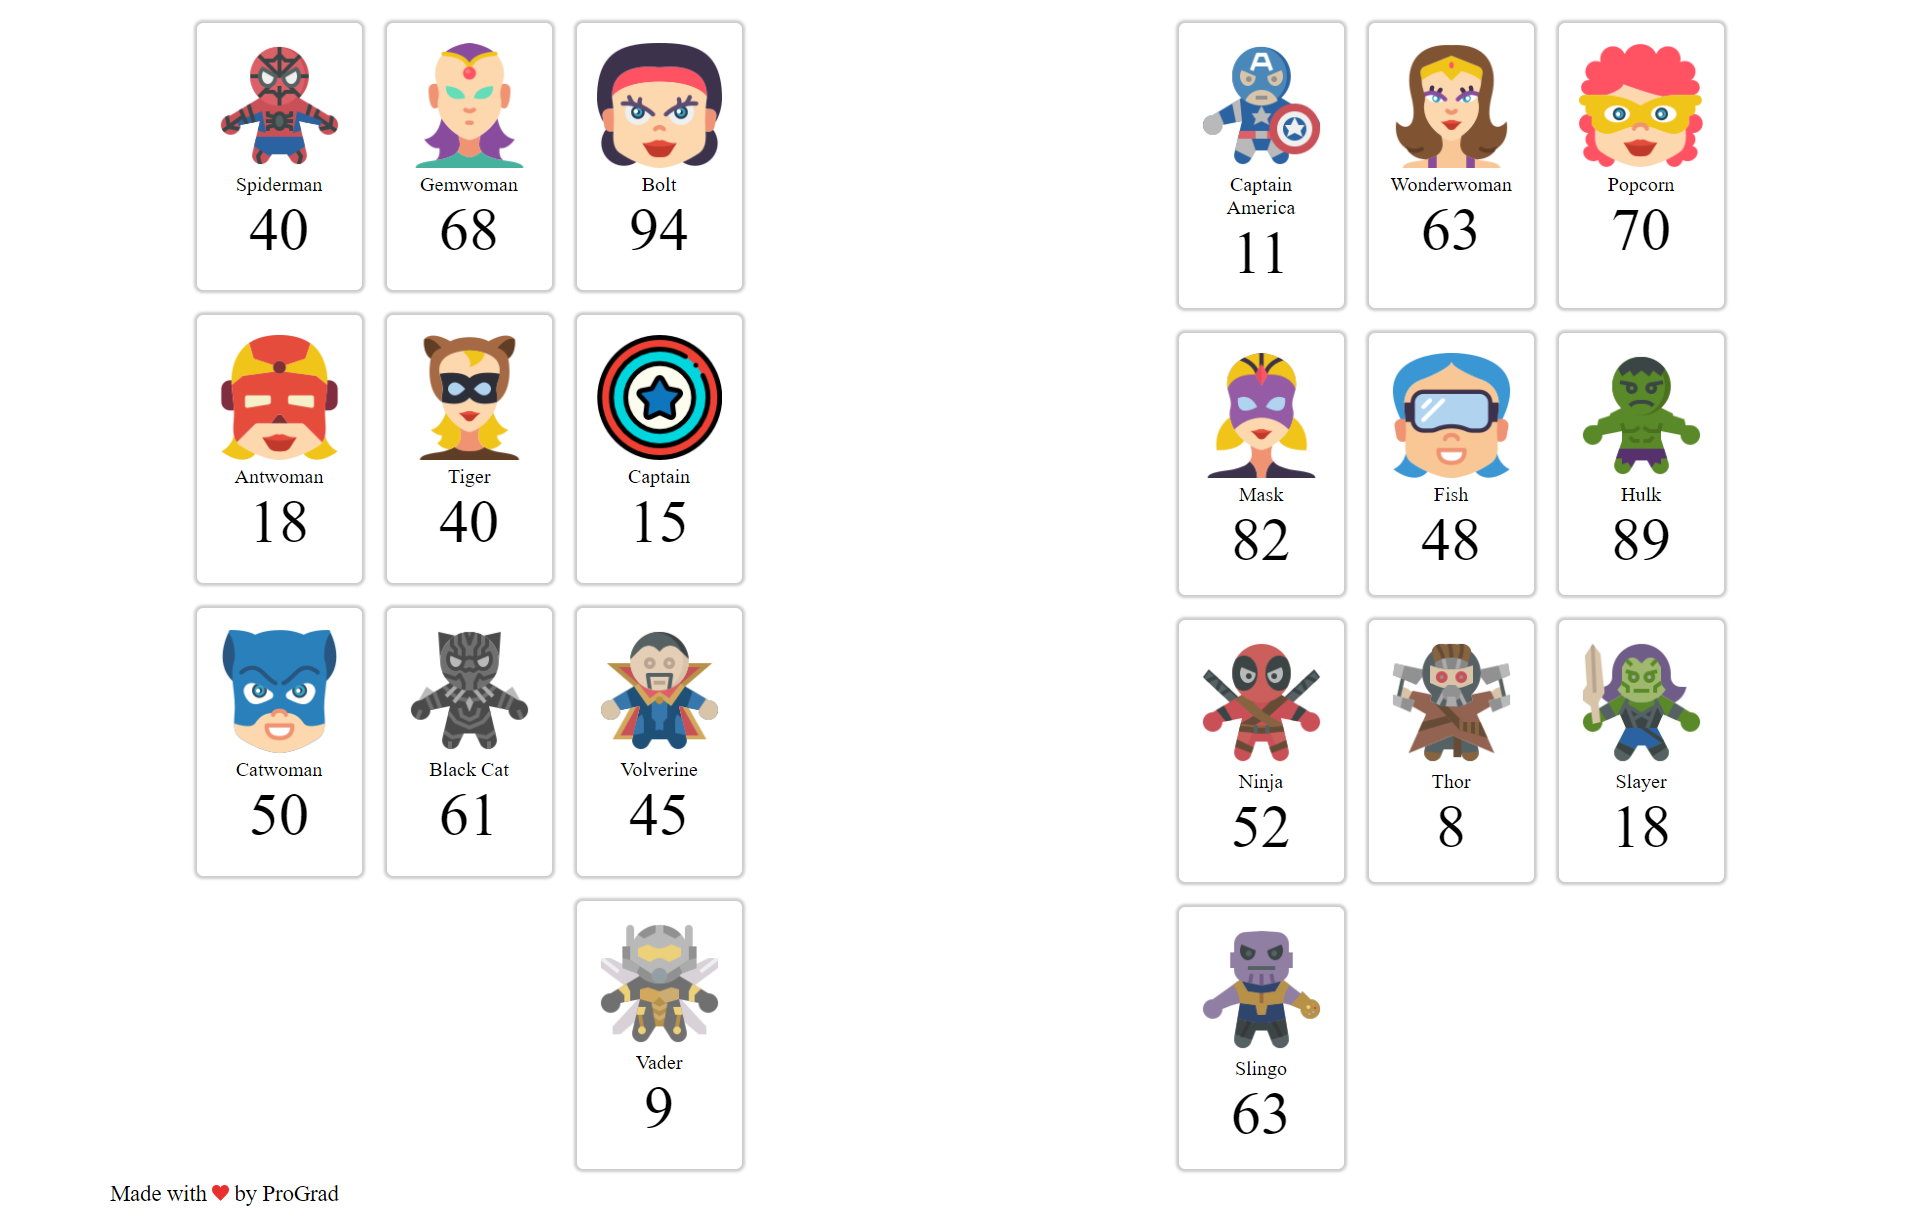 Spiderman
40
Gemwoman
68
Bolt
94
Antwoman
18
Tiger
40
Captain
15
Catwoman
50
Black Cat
61
Volverine
45
Vader
9
Captain
America
11
Wonderwoman
63
Popcorn
70
Mask
82
Fish
48
Hulk
89
Ninja
52
Thor
8
Slayer
18
Slingo
63
Made with ❤ by ProGrad